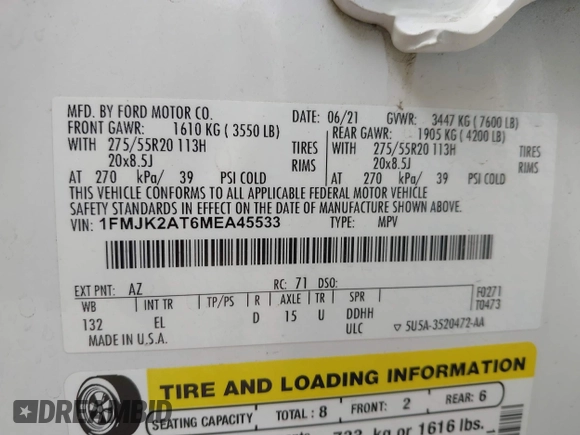 MFD. BY FORD MOTOR CO.
DATE: 06/21 GVWR: 3447 KG ( 7600 LB)
FRONT GAWR: 1610 KG ( 3550 LB) REAR GAWR: 1905 KG ( 4200 LB)
WITH 275/55R20 113H TIRES WITH 275/55R20 113H TIRES
20x8.5J RIMS 20x8.5J RIMS
AT 270 kPa/ 39 PSI COLD AT 270 kPa/ 39 PSI COLD
THIS VEHICLE CONFORMS TO ALL APPLICABLE FEDERAL MOTOR VEHICLE
SAFETY STANDARDS IN EFFECT ON THE DATE OF MANUFACTURE SHOWN ABOVE.
VIN: 1FMJK2AT6MEA45533 TYPE: MPV
EXT PNT: AZ RC: 71 DSO: F0271
WB INT TR TP/PS R AXLE TR SPR T0473
132 EL D 15 U DDHH
MADE IN U.S.A. ULC ▽ 5U5A-3520472-AA
TIRE AND LOADING INFORMATION
SEATING CAPACITY TOTAL : 8 FRONT: 2 REAR: 6
kg or 1616 lbs.
DREAMBID